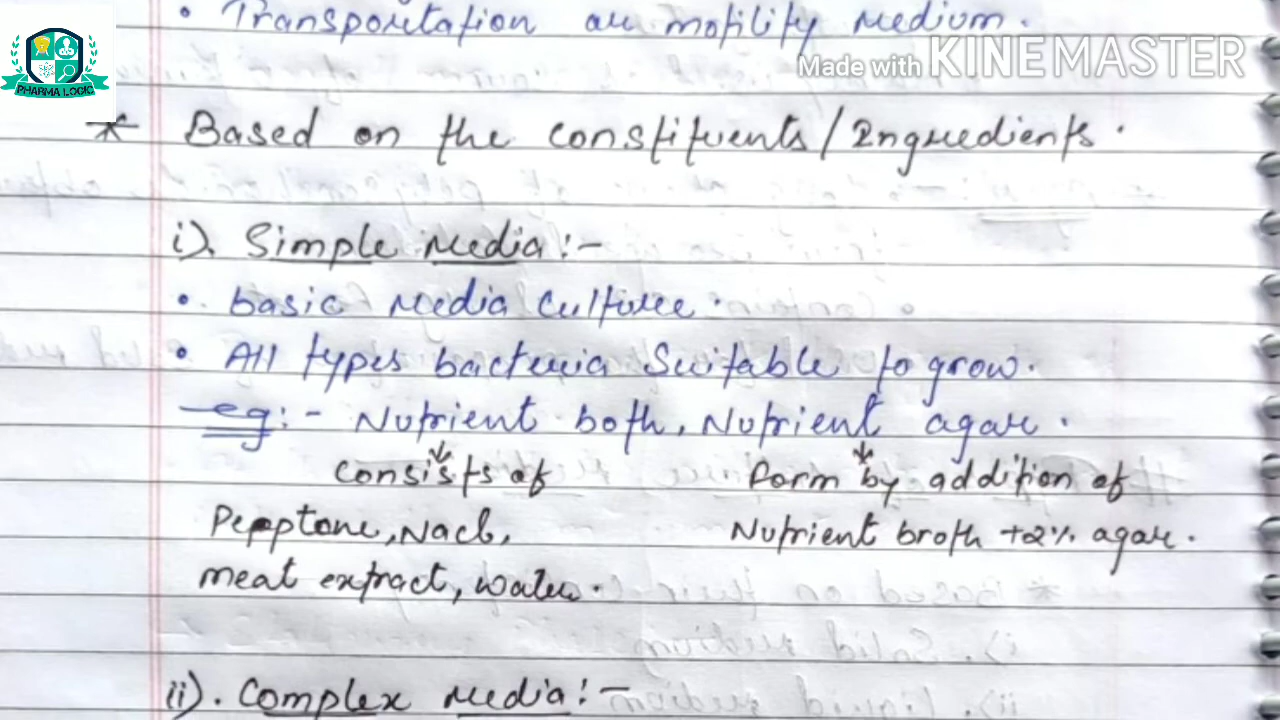 • Transportation are motility medium.
Made with KINEMASTER
PHARMA LOGIC
* Based on the constituents/Ingredients.
i). Simple Media:-
• basic Media Culture.
• All types bacteria Suitable to grow.
eg:- Nutrient both, Nutrient agar.
↓ ↓
Consists of form by addition of
Pepptone, Nacl, Nutrient broth +2% agar.
meat extract, water.
ii). Complex Media:-